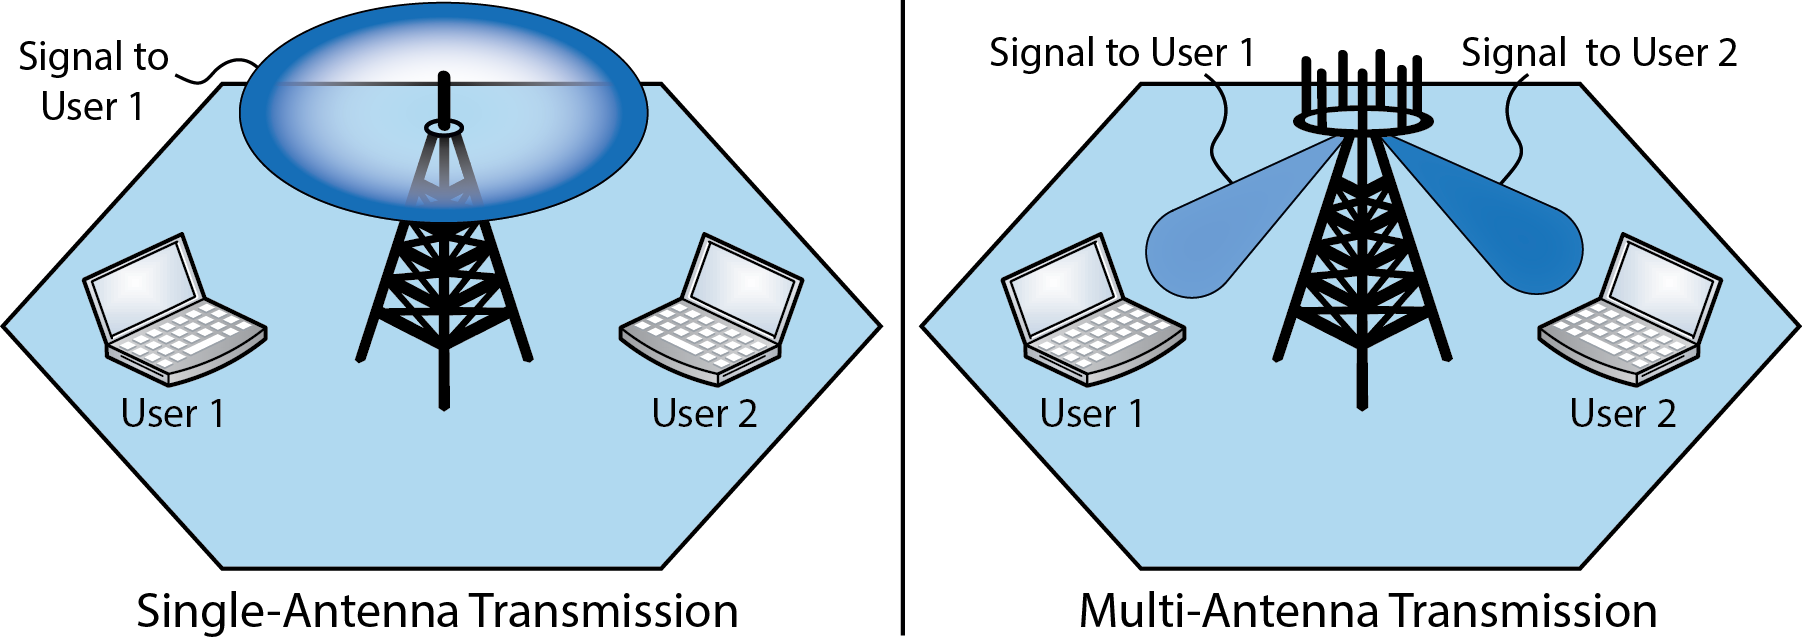 Signal to
User 1
User 1
User 2
Single-Antenna Transmission
Signal to User 1
Signal to User 2
User 1
User 2
Multi-Antenna Transmission